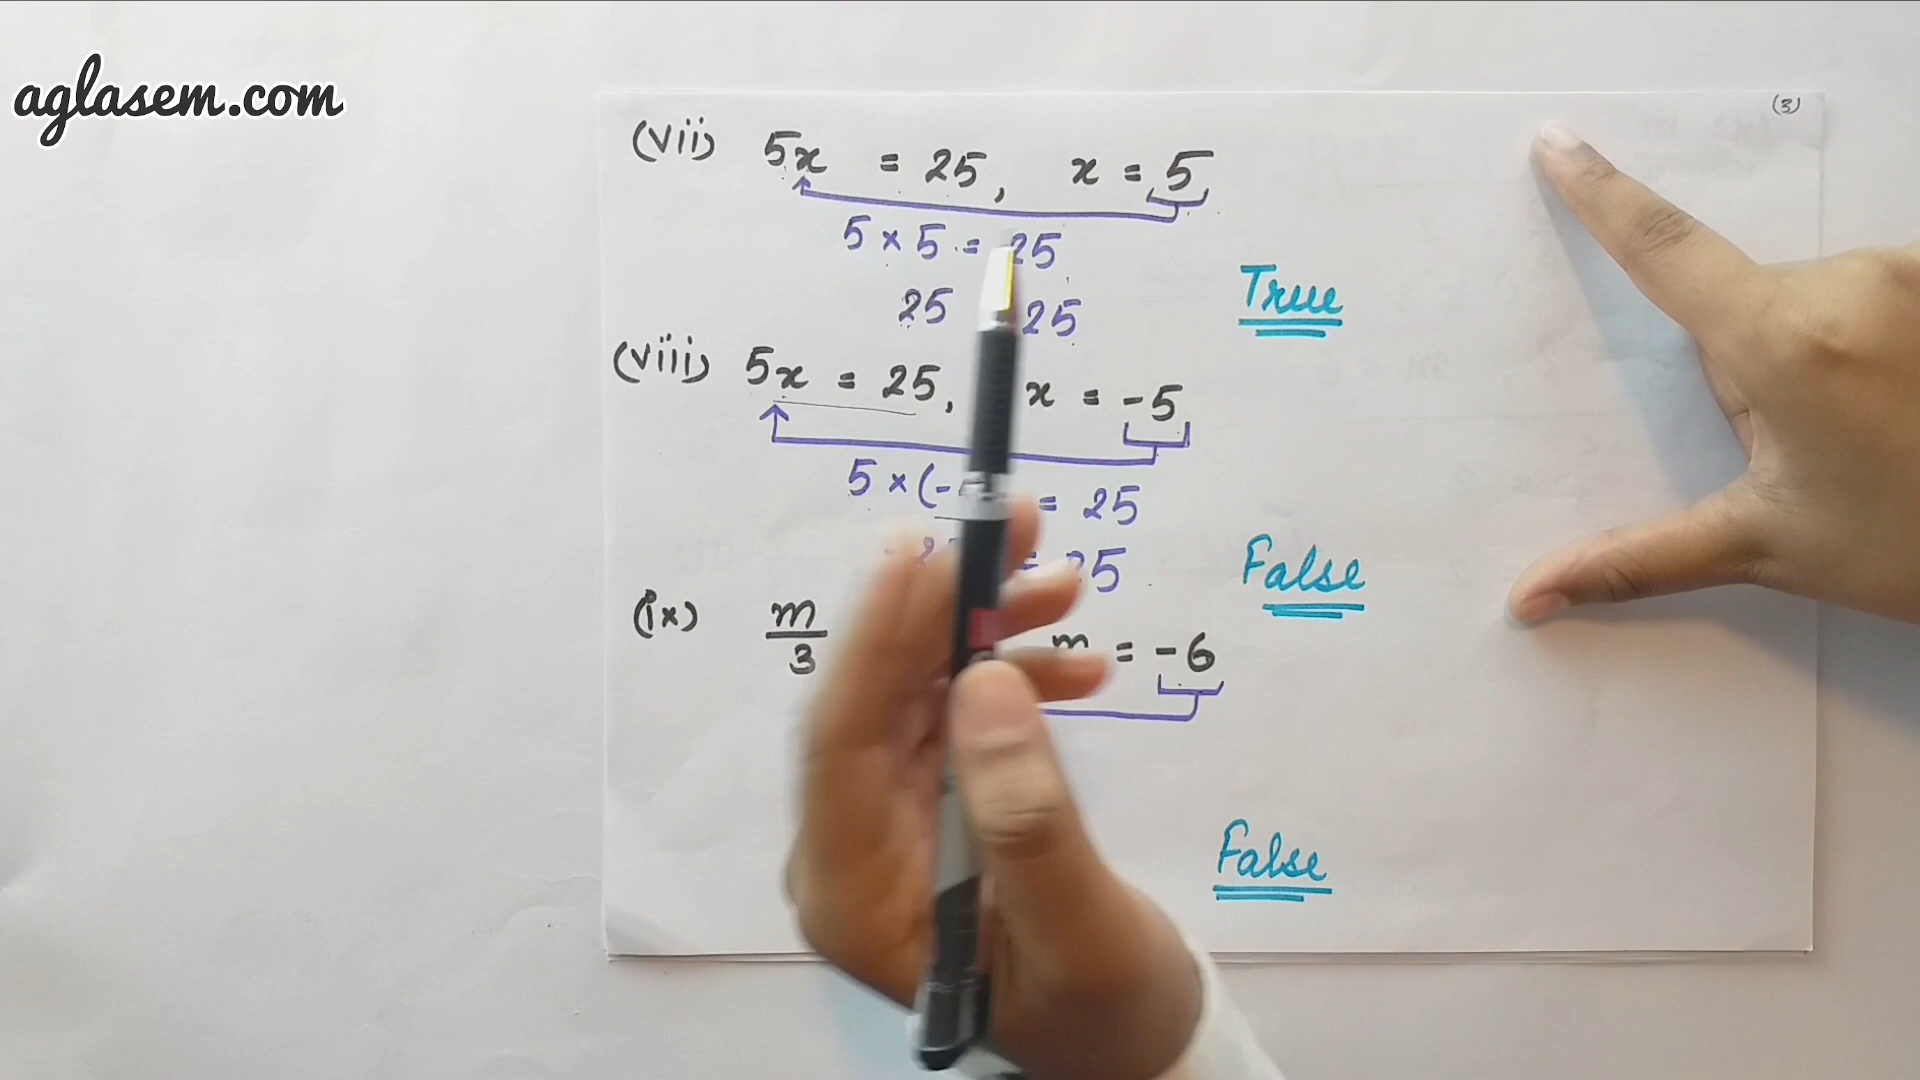 aglasem.com
(3)
(vii) 5x = 25, x = 5
5 × 5 = 25
25 25
True
(viii) 5x = 25, x = -5
5 × (- = 25
= 25
False
(ix) m/3 m = -6
False